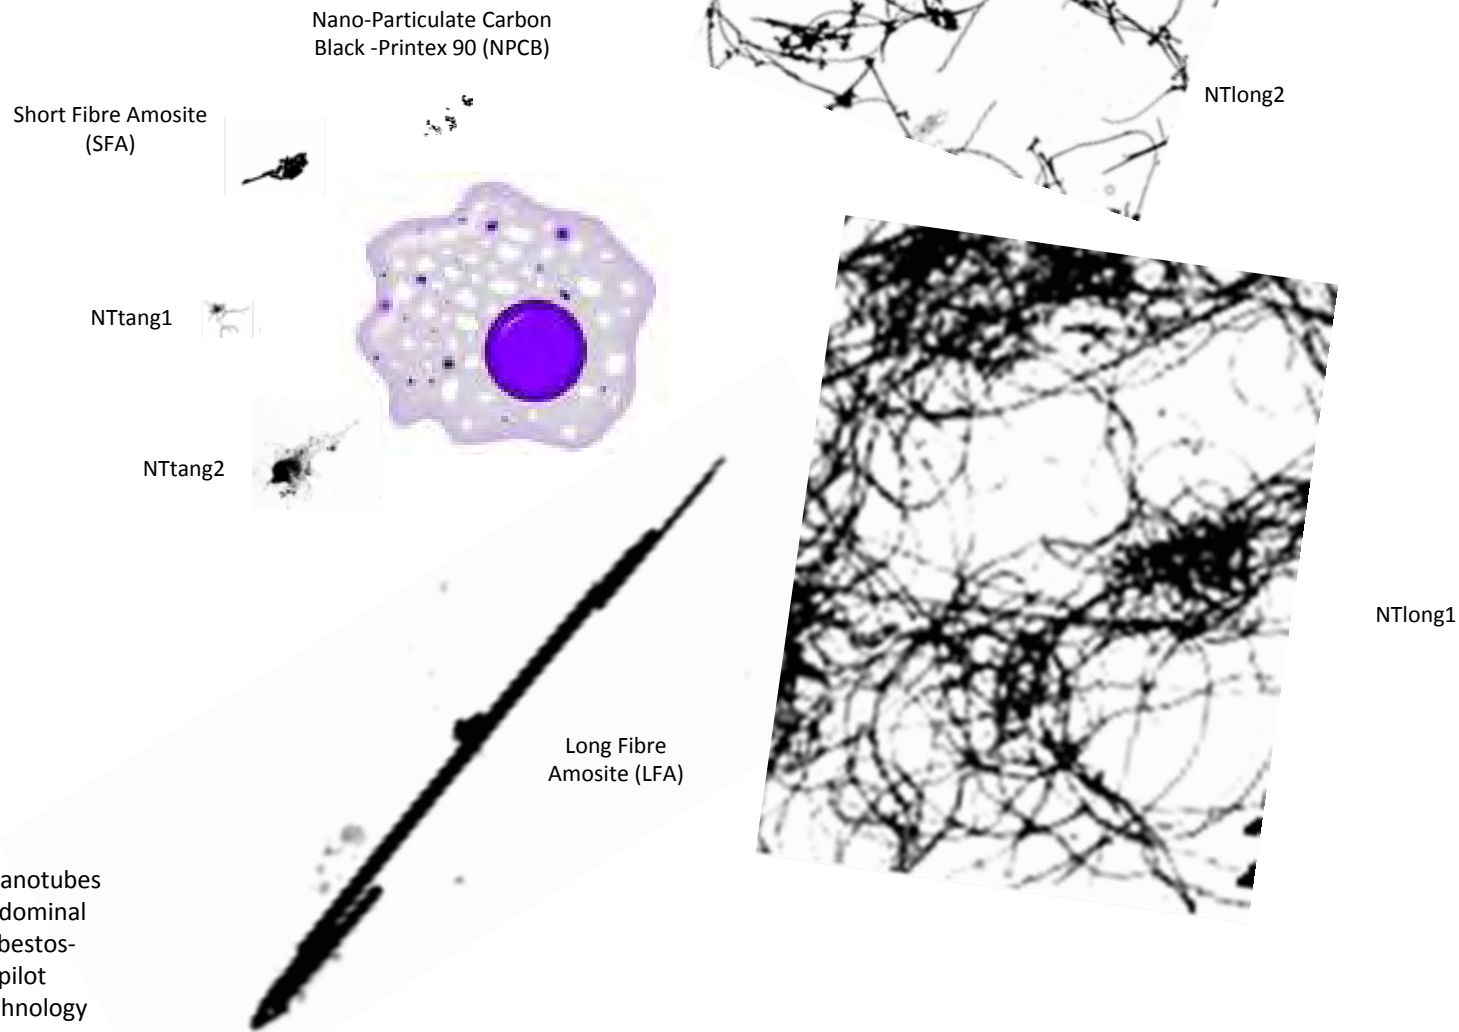 Nano-Particulate Carbon
Black -Printex 90 (NPCB)
NTlong2
Short Fibre Amosite
(SFA)
NTtang1
NTtang2
NTlong1
Long Fibre
Amosite (LFA)
anotubes
dominal
bestos-
pilot
hnology